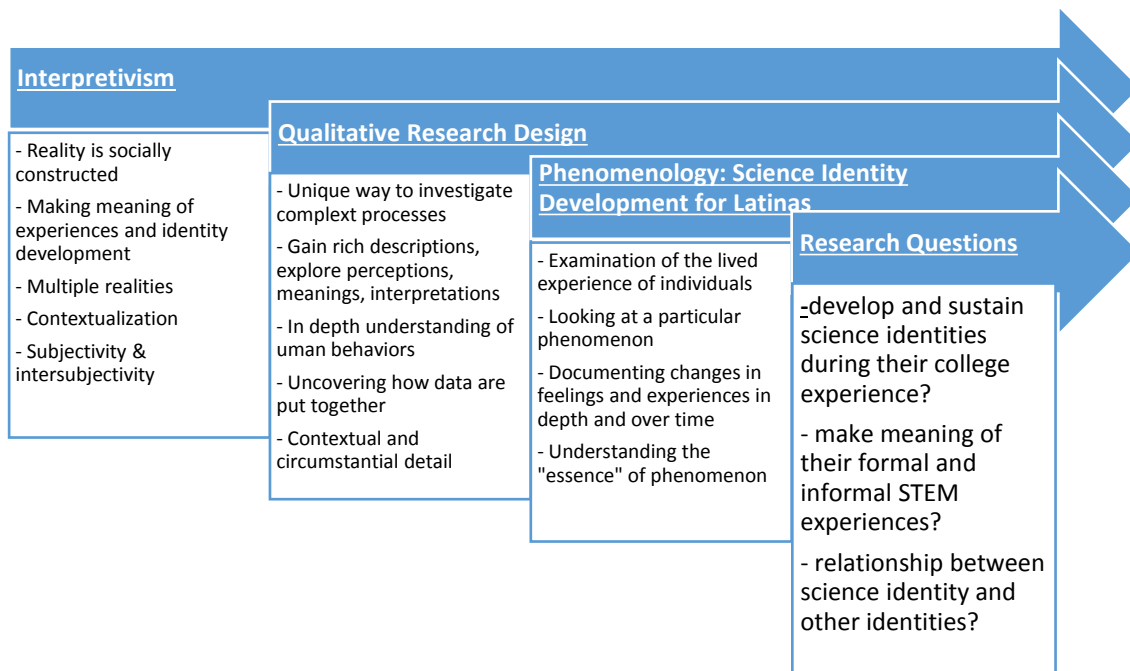 Interpretivism
- Reality is socially
constructed
- Making meaning of
experiences and identity
development
- Multiple realities
- Contextualization
- Subjectivity &
intersubjectivity
Qualitative Research Design
- Unique way to investigate
complext processes
- Gain rich descriptions,
explore perceptions,
meanings, interpretations
- In depth understanding of
uman behaviors
- Uncovering how data are
put together
- Contextual and
circumstantial detail
Phenomenology: Science Identity
Development for Latinas
- Examination of the lived
experience of individuals
- Looking at a particular
phenomenon
- Documenting changes in
feelings and experiences in
depth and over time
- Understanding the
"essence" of phenomenon
Research Questions
-develop and sustain
science identities
during their college
experience?
- make meaning of
their formal and
informal STEM
experiences?
- relationship between
science identity and
other identities?